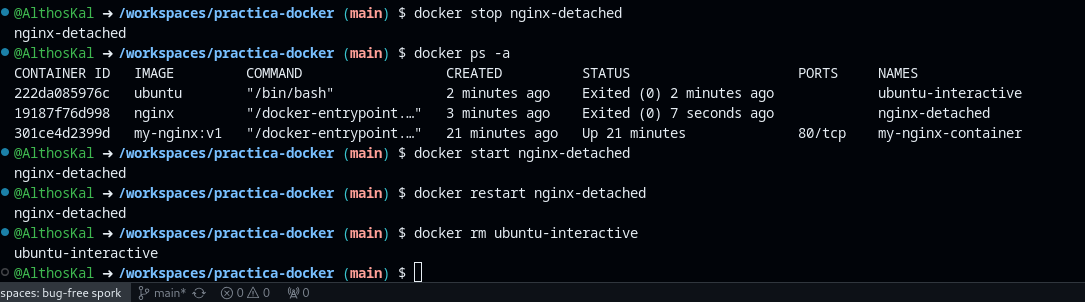 @AlthosKal ➜ /workspaces/practica-docker (main) $ docker stop nginx-detached
nginx-detached
@AlthosKal ➜ /workspaces/practica-docker (main) $ docker ps -a
CONTAINER ID   IMAGE         COMMAND                  CREATED          STATUS                     PORTS     NAMES
222da085976c   ubuntu        "/bin/bash"              2 minutes ago    Exited (0) 2 minutes ago             ubuntu-interactive
19187f76d998   nginx         "/docker-entrypoint.…"   3 minutes ago    Exited (0) 7 seconds ago             nginx-detached
301ce4d2399d   my-nginx:v1   "/docker-entrypoint.…"   21 minutes ago   Up 21 minutes              80/tcp    my-nginx-container
@AlthosKal ➜ /workspaces/practica-docker (main) $ docker start nginx-detached
nginx-detached
@AlthosKal ➜ /workspaces/practica-docker (main) $ docker restart nginx-detached
nginx-detached
@AlthosKal ➜ /workspaces/practica-docker (main) $ docker rm ubuntu-interactive
ubuntu-interactive
@AlthosKal ➜ /workspaces/practica-docker (main) $
spaces: bug-free spork main* 0 0 0